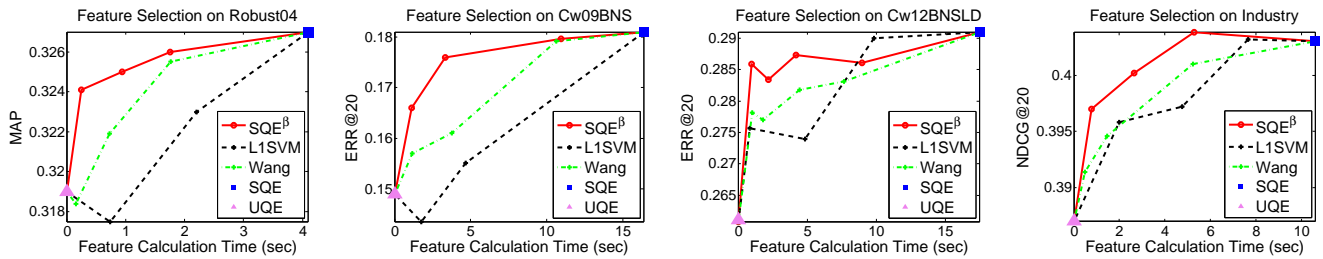 Feature Selection on Robust04
MAP
0.326
0.324
0.322
0.32
0.318
0 1 2 3 4
Feature Calculation Time (sec)
SQEβ
L1SVM
Wang
SQE
UQE
Feature Selection on Cw09BNS
ERR @20
0.18
0.17
0.16
0.15
0 5 10 15
Feature Calculation Time (sec)
SQEβ
L1SVM
Wang
SQE
UQE
Feature Selection on Cw12BNSLD
ERR @20
0.29
0.285
0.28
0.275
0.27
0.265
0 5 10 15
Feature Calculation Time (sec)
SQEβ
L1SVM
Wang
SQE
UQE
Feature Selection on Industry
NDCG @20
0.4
0.395
0.39
0 2 4 6 8 10
Feature Calculation Time (sec)
SQEβ
L1SVM
Wang
SQE
UQE